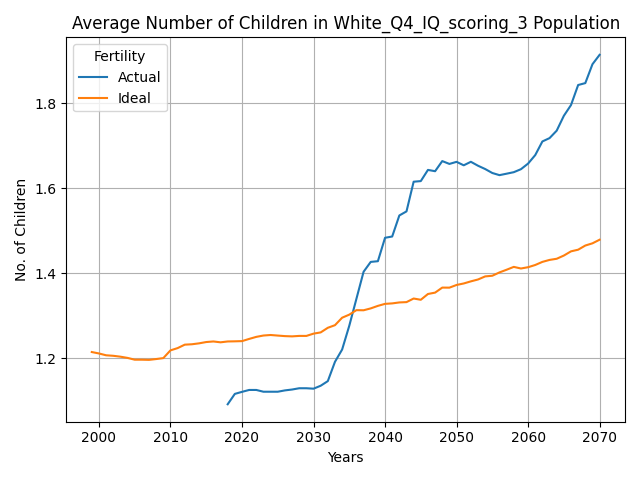 Average Number of Children in White_Q4_IQ_scoring_3 Population
Fertility
Actual
Ideal
No. of Children
1.8
1.6
1.4
1.2
2000 2010 2020 2030 2040 2050 2060 2070
Years